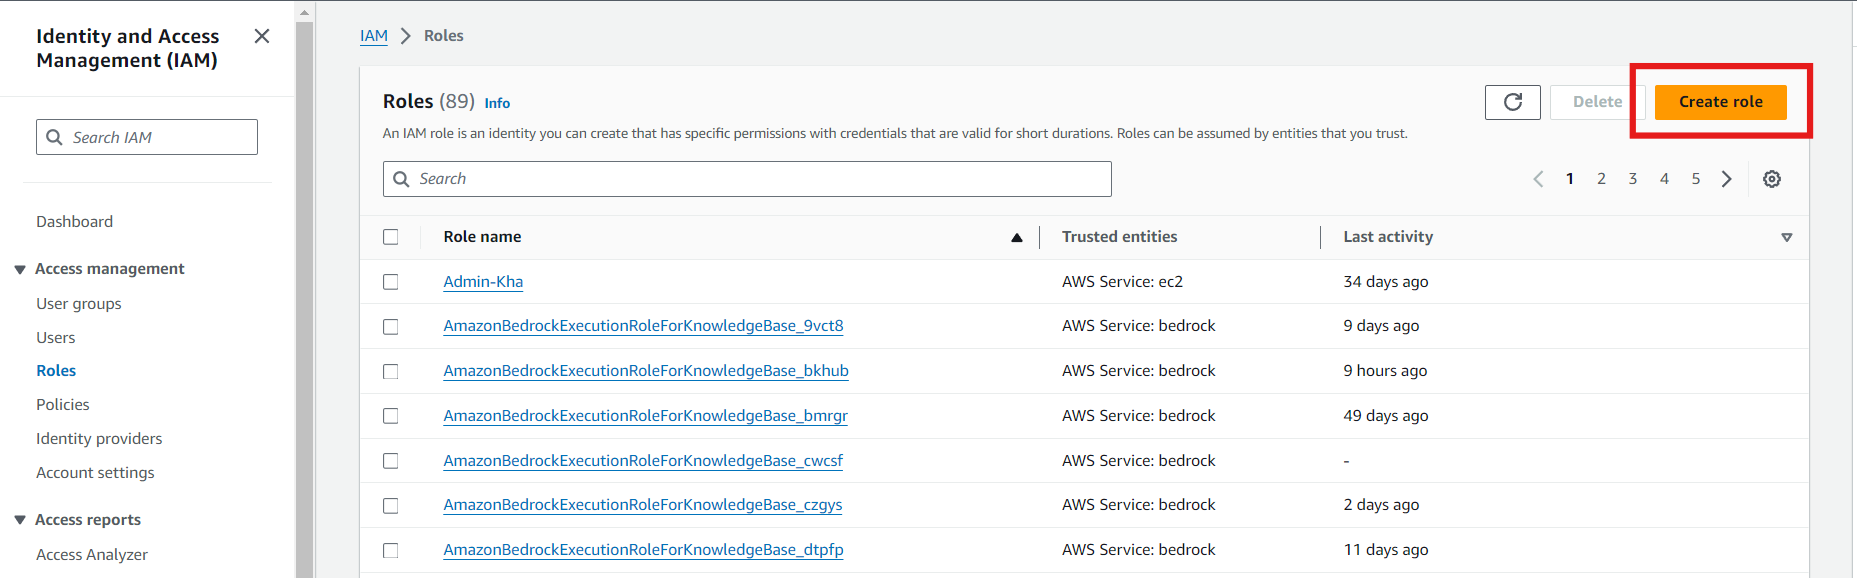 Identity and Access
Management (IAM)
Search IAM
Dashboard
Access management
User groups
Users
Roles
Policies
Identity providers
Account settings
Access reports
Access Analyzer
IAM
Roles
Roles (89) Info
Delete
Create role
An IAM role is an identity you can create that has specific permissions with credentials that are valid for short durations. Roles can be assumed by entities that you trust.
Search
1 2 3 4 5
Role name Trusted entities Last activity
Admin-Kha AWS Service: ec2 34 days ago
AmazonBedrockExecutionRoleForKnowledgeBase_9vct8 AWS Service: bedrock 9 days ago
AmazonBedrockExecutionRoleForKnowledgeBase_bkhub AWS Service: bedrock 9 hours ago
AmazonBedrockExecutionRoleForKnowledgeBase_bmrgr AWS Service: bedrock 49 days ago
AmazonBedrockExecutionRoleForKnowledgeBase_cwcsf AWS Service: bedrock -
AmazonBedrockExecutionRoleForKnowledgeBase_czgys AWS Service: bedrock 2 days ago
AmazonBedrockExecutionRoleForKnowledgeBase_dtpfp AWS Service: bedrock 11 days ago